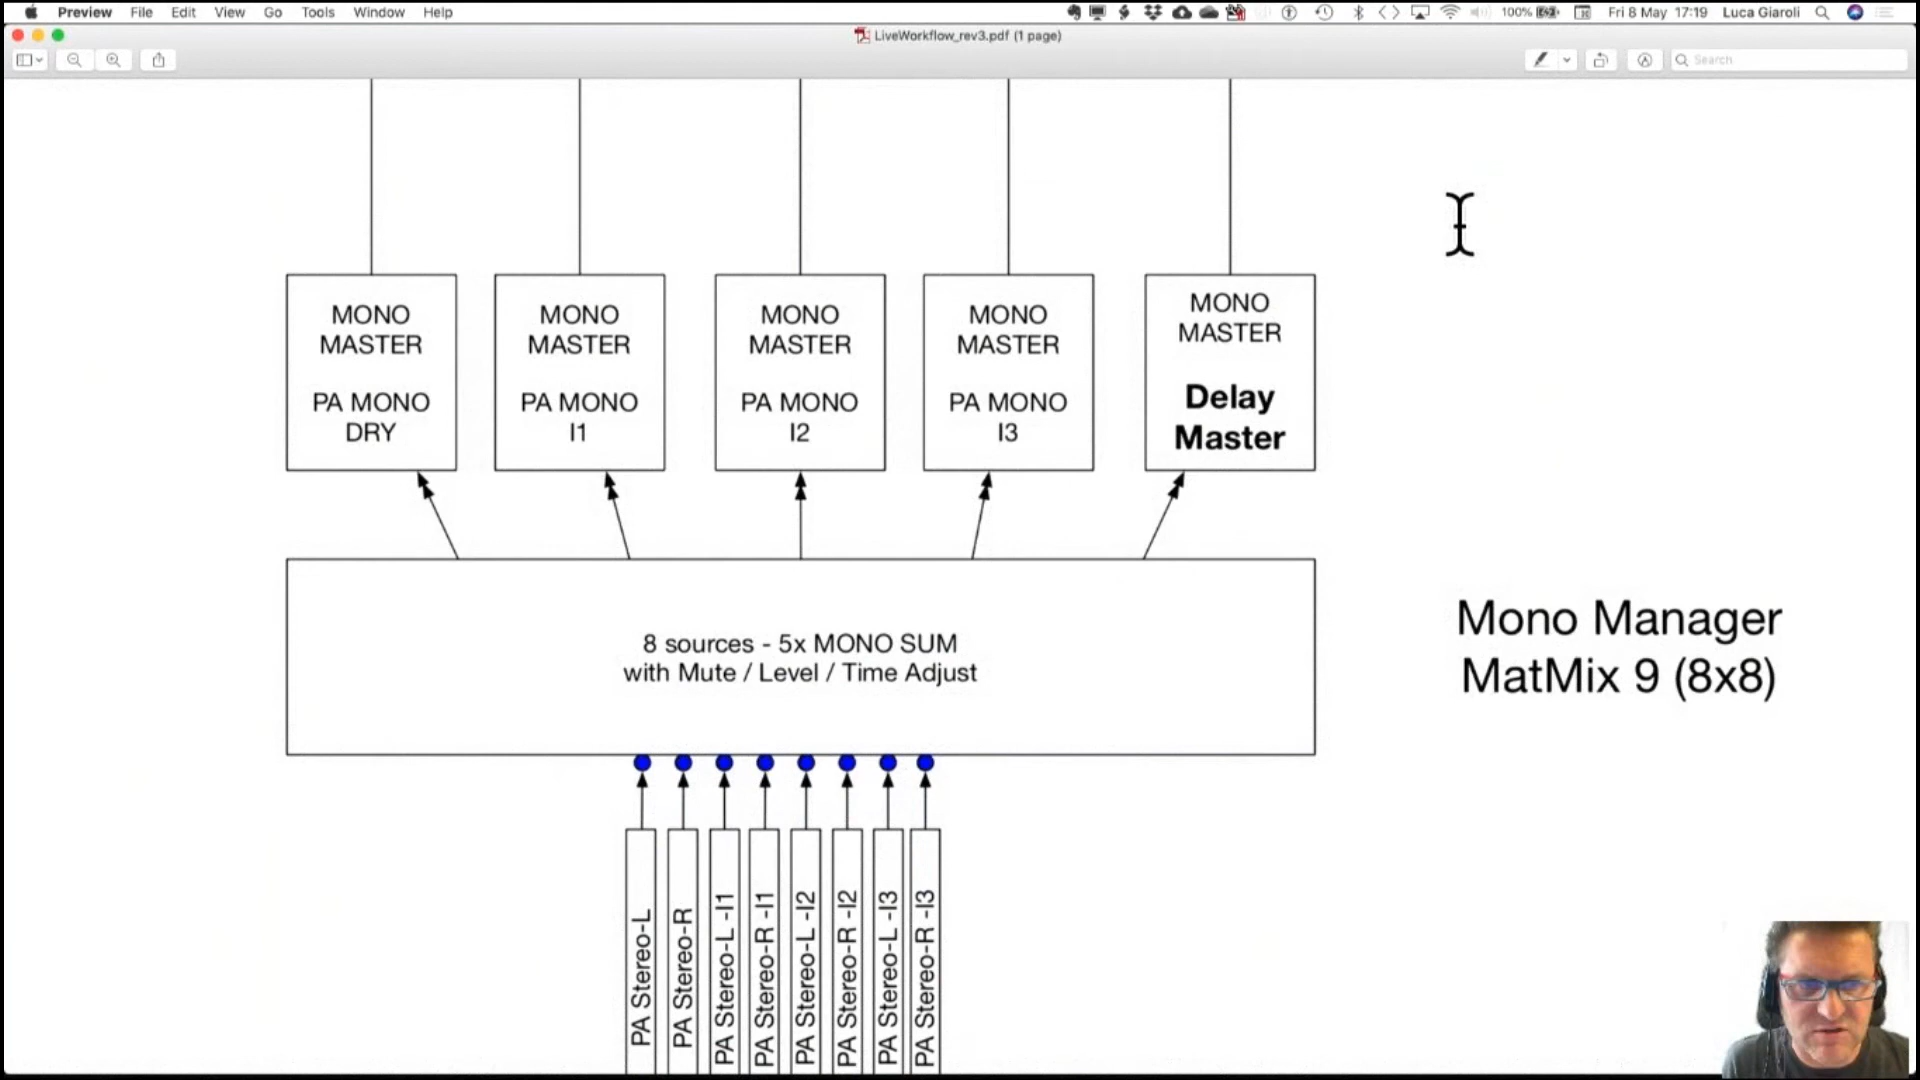 Preview File Edit View Go Tools Window Help
100% Fri 8 May 17:19 Luca Giaroli
LiveWorkflow_rev3.pdf (1 page)
Search
MONO
MASTER
PA MONO
DRY
MONO
MASTER
PA MONO
I1
MONO
MASTER
PA MONO
I2
MONO
MASTER
PA MONO
I3
MONO
MASTER
Delay
Master
8 sources - 5x MONO SUM
with Mute / Level / Time Adjust
Mono Manager
MatMix 9 (8x8)
PA Stereo-L
PA Stereo-R
PA Stereo-L -I1
PA Stereo-R -I1
PA Stereo-L -I2
PA Stereo-R -I2
PA Stereo-L -I3
PA Stereo-R -I3